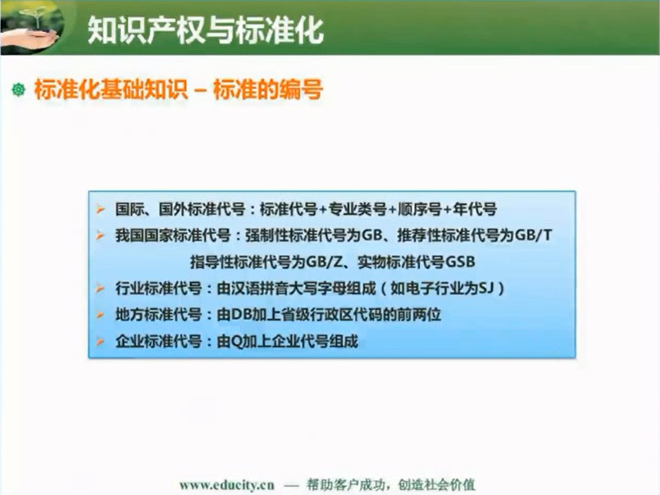 知识产权与标准化
标准化基础知识 – 标准的编号
国际、国外标准代号：标准代号+专业类号+顺序号+年代号
我国国家标准代号：强制性标准代号为GB、推荐性标准代号为GB/T
指导性标准代号为GB/Z、实物标准代号GSB
行业标准代号：由汉语拼音大写字母组成（如电子行业为SJ）
地方标准代号：由DB加上省级行政区代码的前两位
企业标准代号：由Q加上企业代号组成
www.educity.cn — 帮助客户成功，创造社会价值